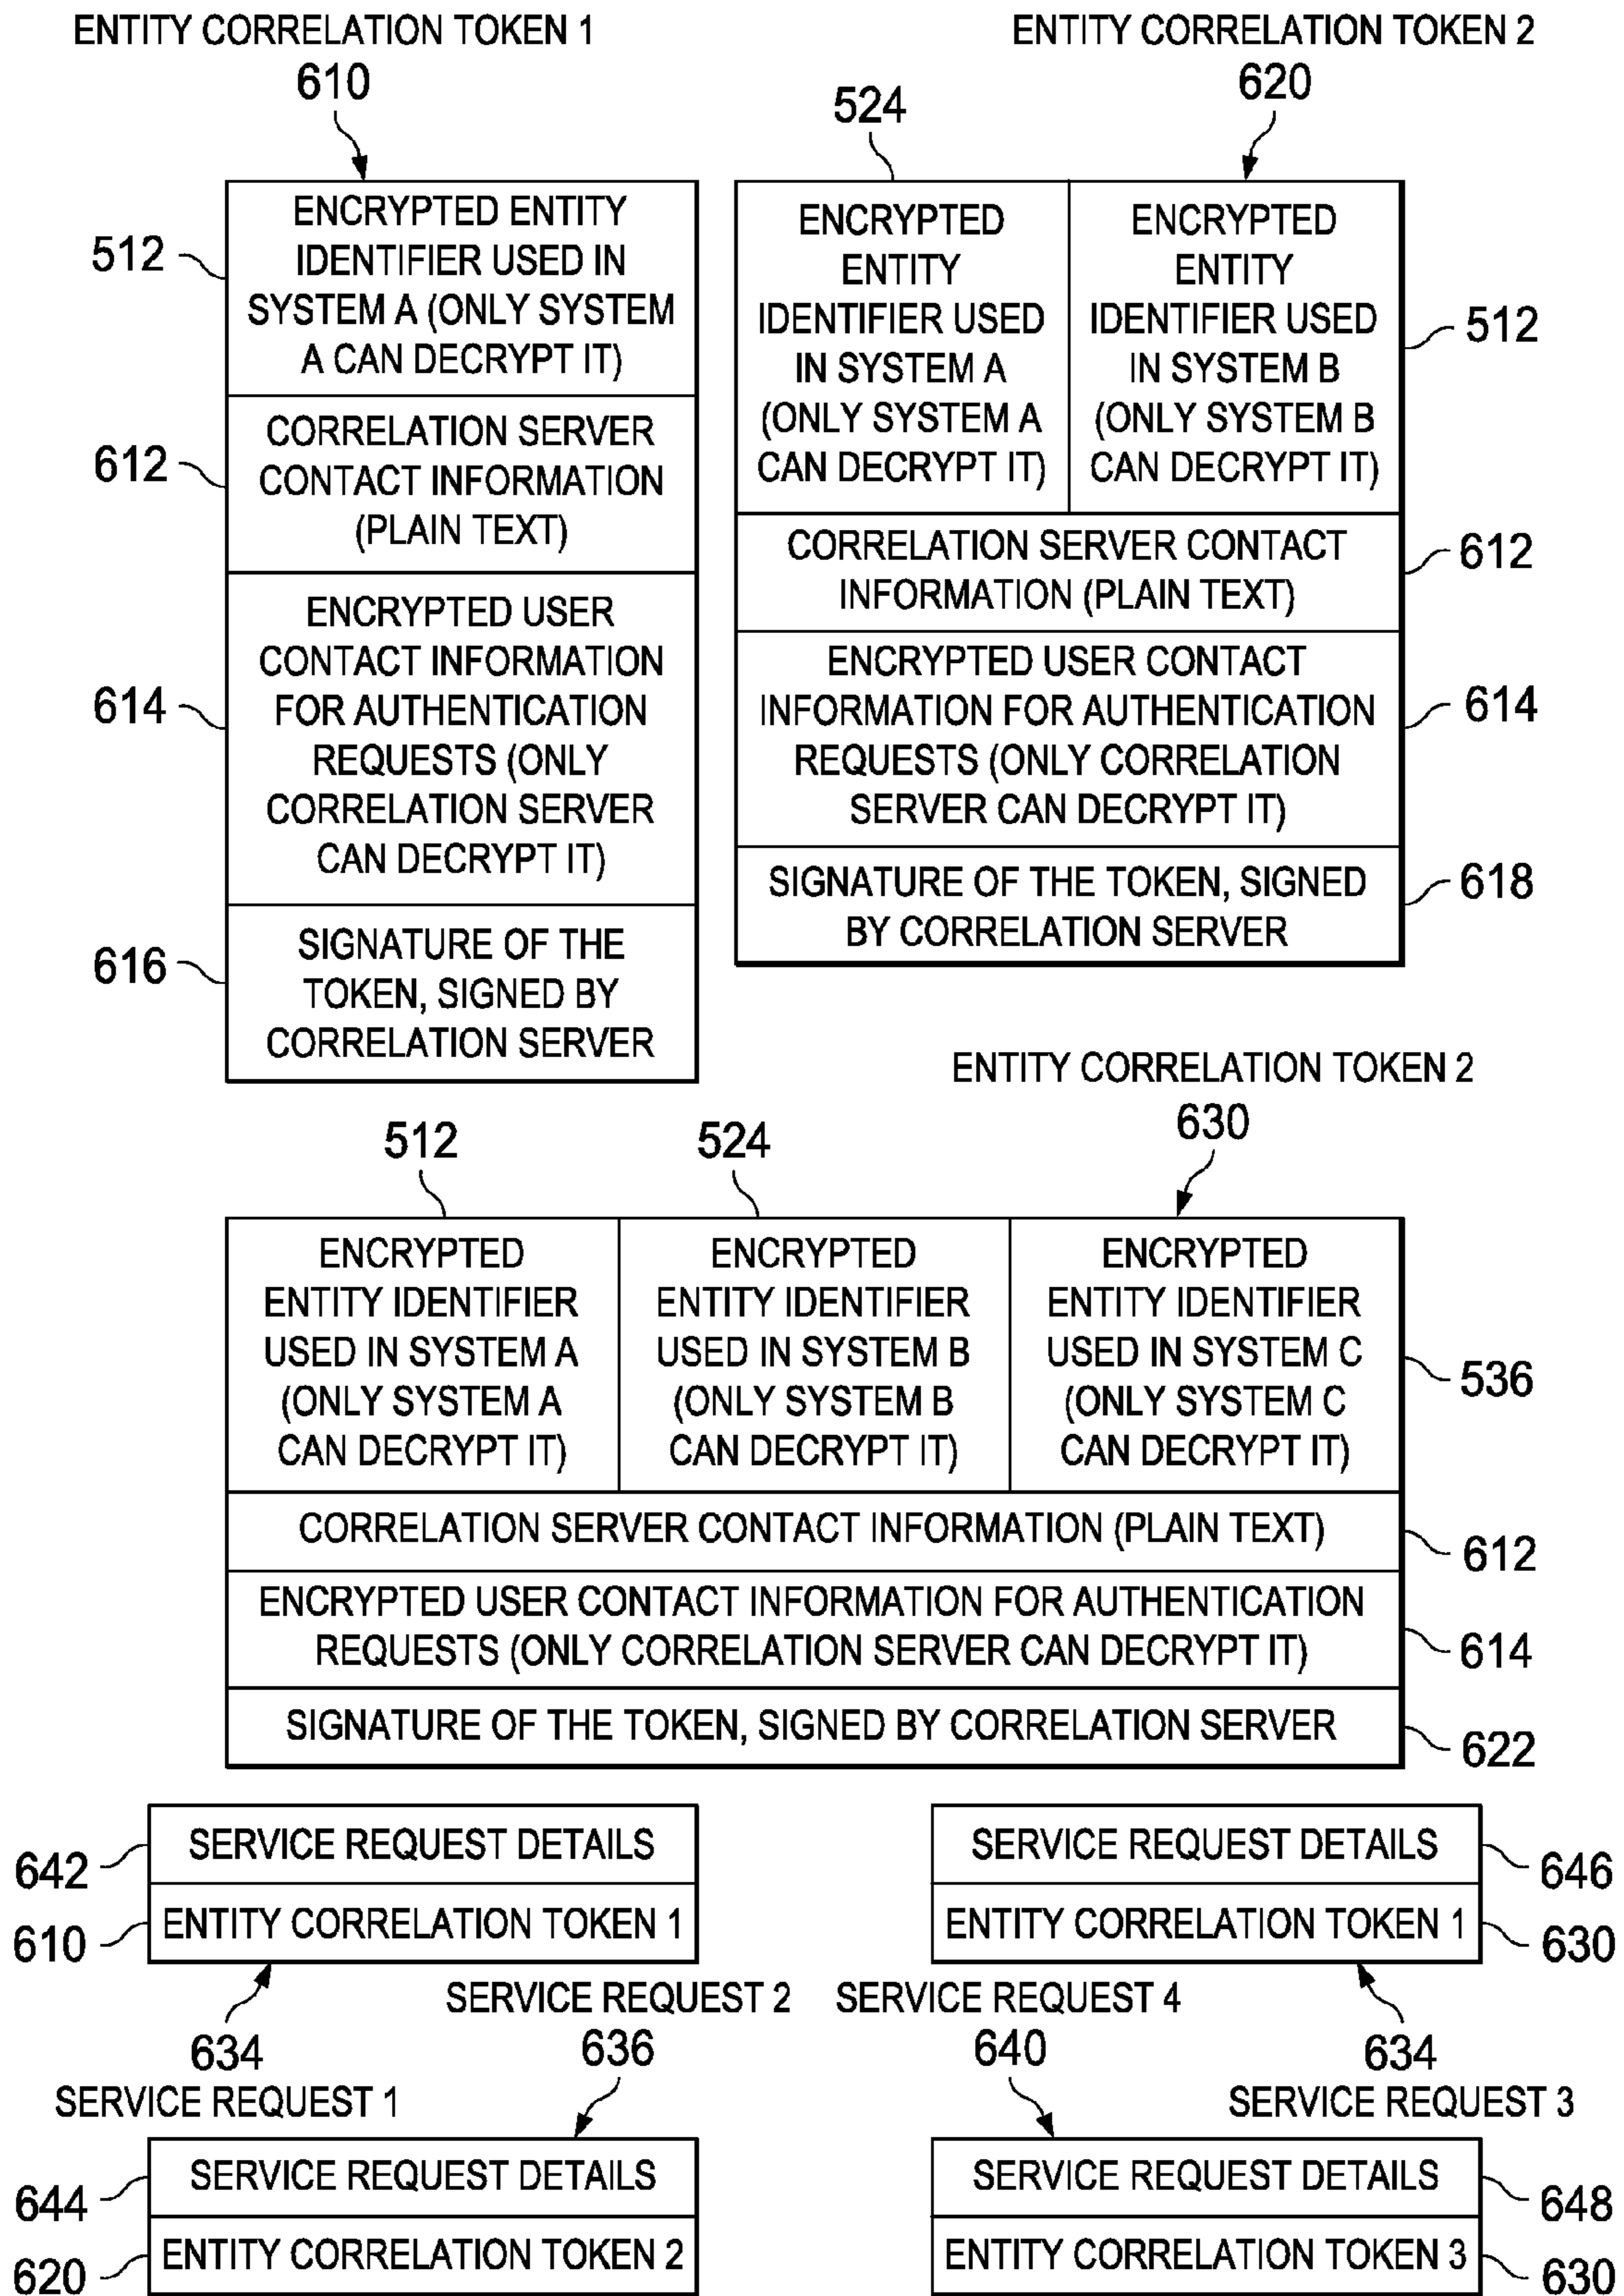 ENTITY CORRELATION TOKEN 1
610
512
ENCRYPTED ENTITY
IDENTIFIER USED IN
SYSTEM A (ONLY SYSTEM
A CAN DECRYPT IT)
612
CORRELATION SERVER
CONTACT INFORMATION
(PLAIN TEXT)
614
ENCRYPTED USER
CONTACT INFORMATION
FOR AUTHENTICATION
REQUESTS (ONLY
CORRELATION SERVER
CAN DECRYPT IT)
616
SIGNATURE OF THE
TOKEN, SIGNED BY
CORRELATION SERVER
ENTITY CORRELATION TOKEN 2
620
524
ENCRYPTED
ENTITY
IDENTIFIER USED
IN SYSTEM A
(ONLY SYSTEM A
CAN DECRYPT IT)
ENCRYPTED
ENTITY
IDENTIFIER USED
IN SYSTEM B
(ONLY SYSTEM B
CAN DECRYPT IT)
512
CORRELATION SERVER CONTACT
INFORMATION (PLAIN TEXT)
612
ENCRYPTED USER CONTACT
INFORMATION FOR AUTHENTICATION
REQUESTS (ONLY CORRELATION
SERVER CAN DECRYPT IT)
614
SIGNATURE OF THE TOKEN, SIGNED
BY CORRELATION SERVER
618
ENTITY CORRELATION TOKEN 2
630
512
524
ENCRYPTED
ENTITY IDENTIFIER
USED IN SYSTEM A
(ONLY SYSTEM A
CAN DECRYPT IT)
ENCRYPTED
ENTITY IDENTIFIER
USED IN SYSTEM B
(ONLY SYSTEM B
CAN DECRYPT IT)
ENCRYPTED
ENTITY IDENTIFIER
USED IN SYSTEM C
(ONLY SYSTEM C
CAN DECRYPT IT)
536
CORRELATION SERVER CONTACT INFORMATION (PLAIN TEXT)
612
ENCRYPTED USER CONTACT INFORMATION FOR AUTHENTICATION
REQUESTS (ONLY CORRELATION SERVER CAN DECRYPT IT)
614
SIGNATURE OF THE TOKEN, SIGNED BY CORRELATION SERVER
622
642
SERVICE REQUEST DETAILS
610
ENTITY CORRELATION TOKEN 1
634
SERVICE REQUEST 1
SERVICE REQUEST DETAILS
646
ENTITY CORRELATION TOKEN 1
630
634
SERVICE REQUEST 3
SERVICE REQUEST 2
636
644
SERVICE REQUEST DETAILS
620
ENTITY CORRELATION TOKEN 2
SERVICE REQUEST 4
640
SERVICE REQUEST DETAILS
648
ENTITY CORRELATION TOKEN 3
630